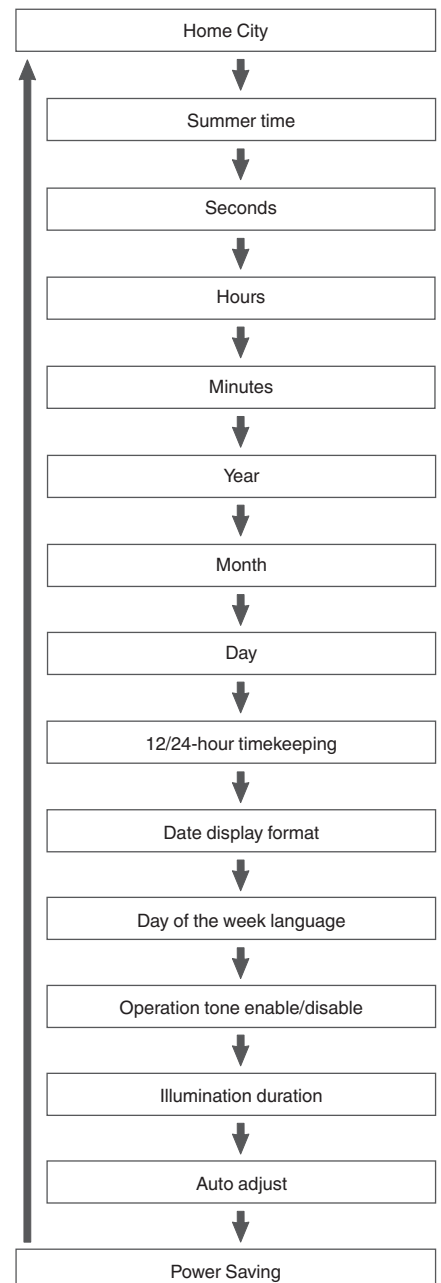 Home City
Summer time
Seconds
Hours
Minutes
Year
Month
Day
12/24-hour timekeeping
Date display format
Day of the week language
Operation tone enable/disable
Illumination duration
Auto adjust
Power Saving